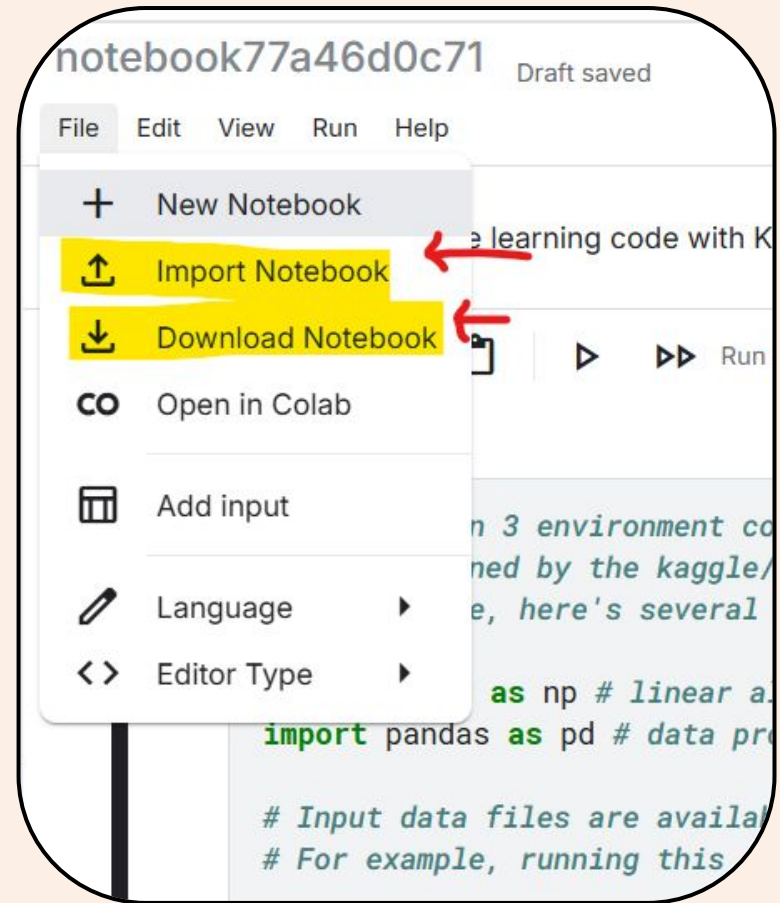 notebook77a46d0c71 Draft saved
File Edit View Run Help
New Notebook
learning code with K
Import Notebook
Download Notebook
Run
CO Open in Colab
Add input
n 3 environment co
ned by the kaggle/
Language
e, here's several
Editor Type
as np # linear
import pandas as pd # data pr
# Input data files are availa
# For example, running this